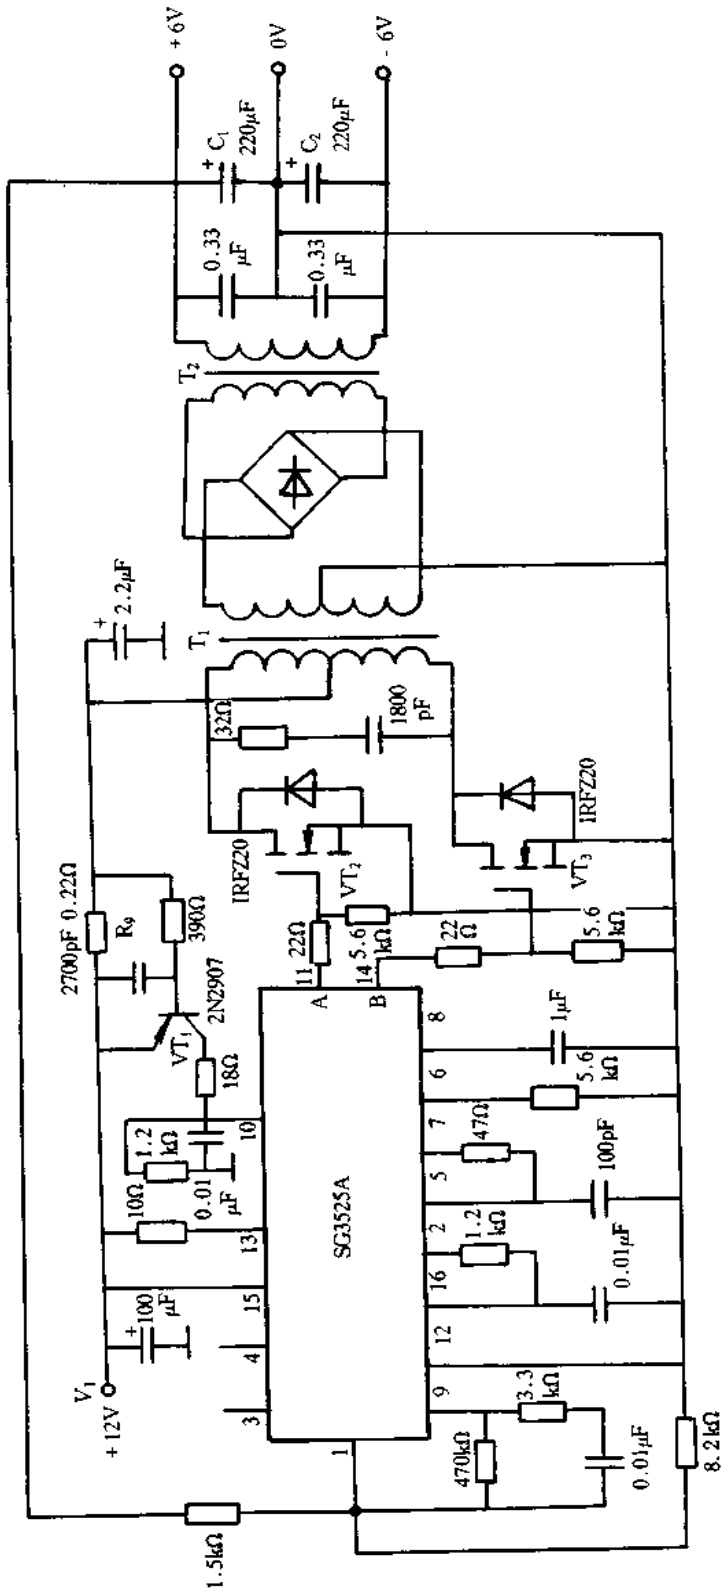 +6V
0V
- 6V
+
C₁
220μF
+
C₂
220μF
0.33
μF
0.33
μF
T₂
+
2.2μF
T₁
32Ω
1800
pF
IRFZ20
VT₂
IRFZ20
VT₃
2700pF 0.22Ω
R₉
390Ω
2N2907
VT₁
18Ω
1.2
kΩ
0.01
μF
10Ω
+
100
μF
V₁
+12V
22Ω
5.6
kΩ
22
Ω
5.6
kΩ
11
A
14
B
8
6
7
5
2
16
12
9
1
3
4
15
13
10
SG3525A
1μF
5.6
kΩ
47Ω
100pF
1.2
kΩ
0.01μF
3.3
kΩ
470kΩ
0.01μF
8.2kΩ
1.5kΩ